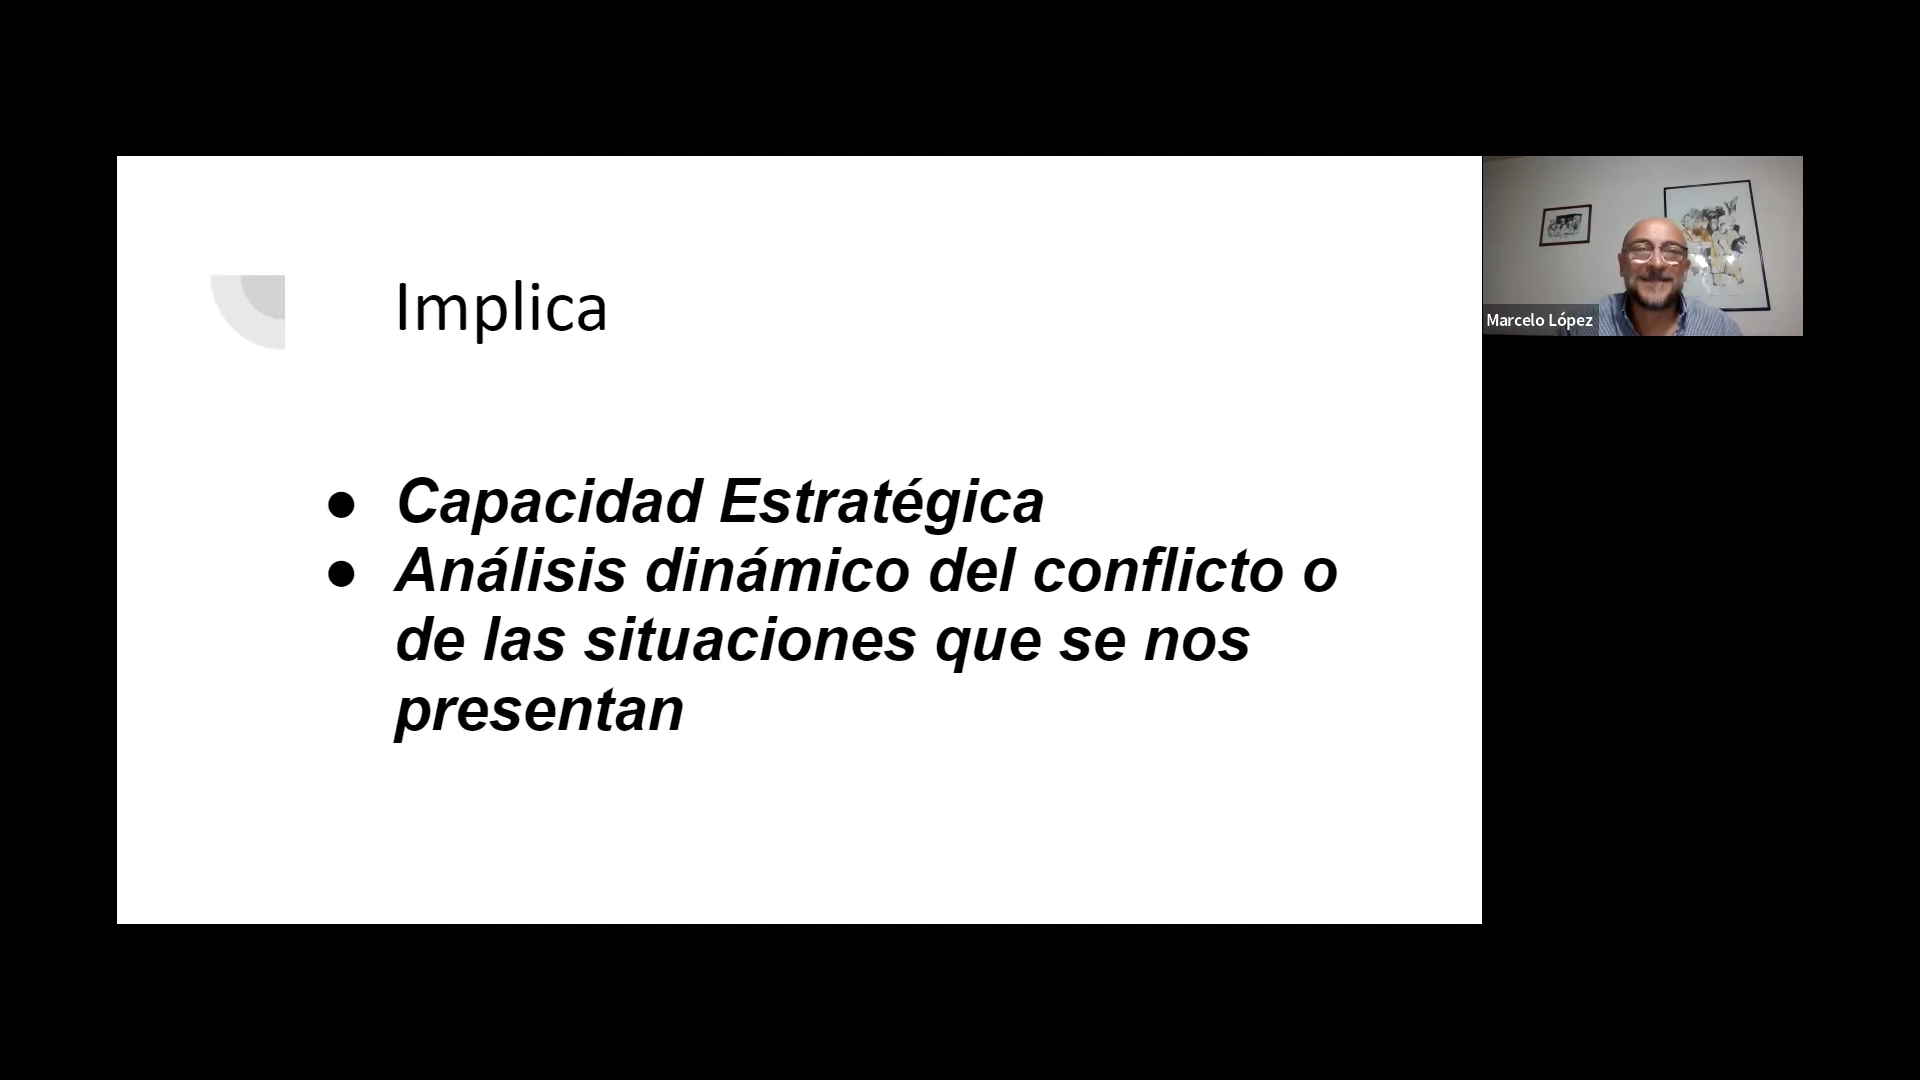 Implica
● Capacidad Estratégica
● Análisis dinámico del conflicto o
de las situaciones que se nos
presentan
Marcelo López